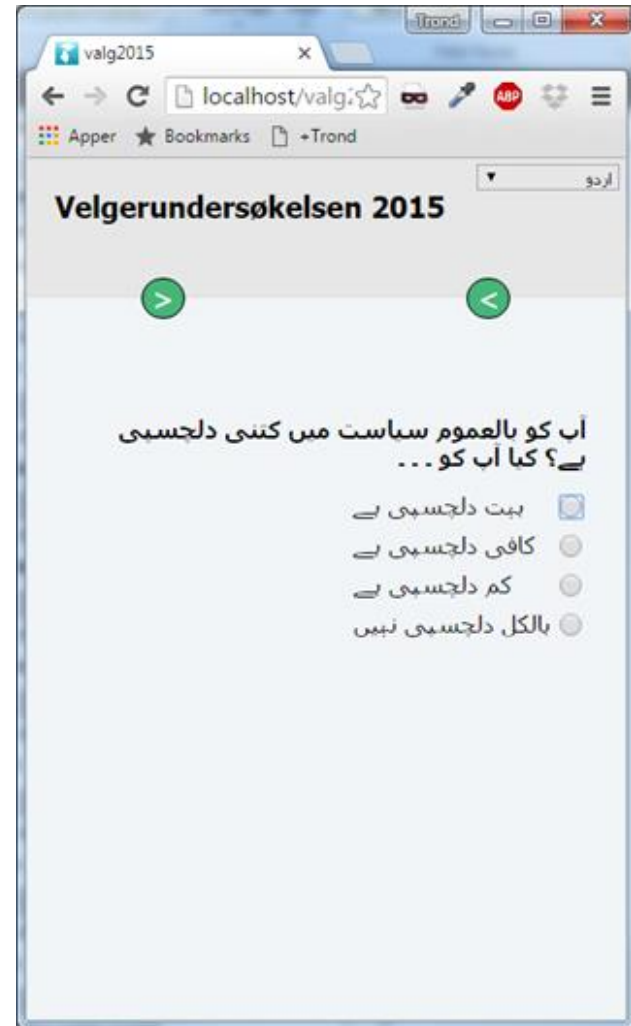 Trond
valg2015
localhost/valg
ABP
Apper Bookmarks +Trond
اردو
Velgerundersøkelsen 2015
> <
آپ کو بالعموم سیاست میں کتنی دلچسپی
ہے؟ کیا آپ کو . . .
بہت دلچسپی ہے
کافی دلچسپی ہے
کم دلچسپی ہے
بالکل دلچسپی نہیں